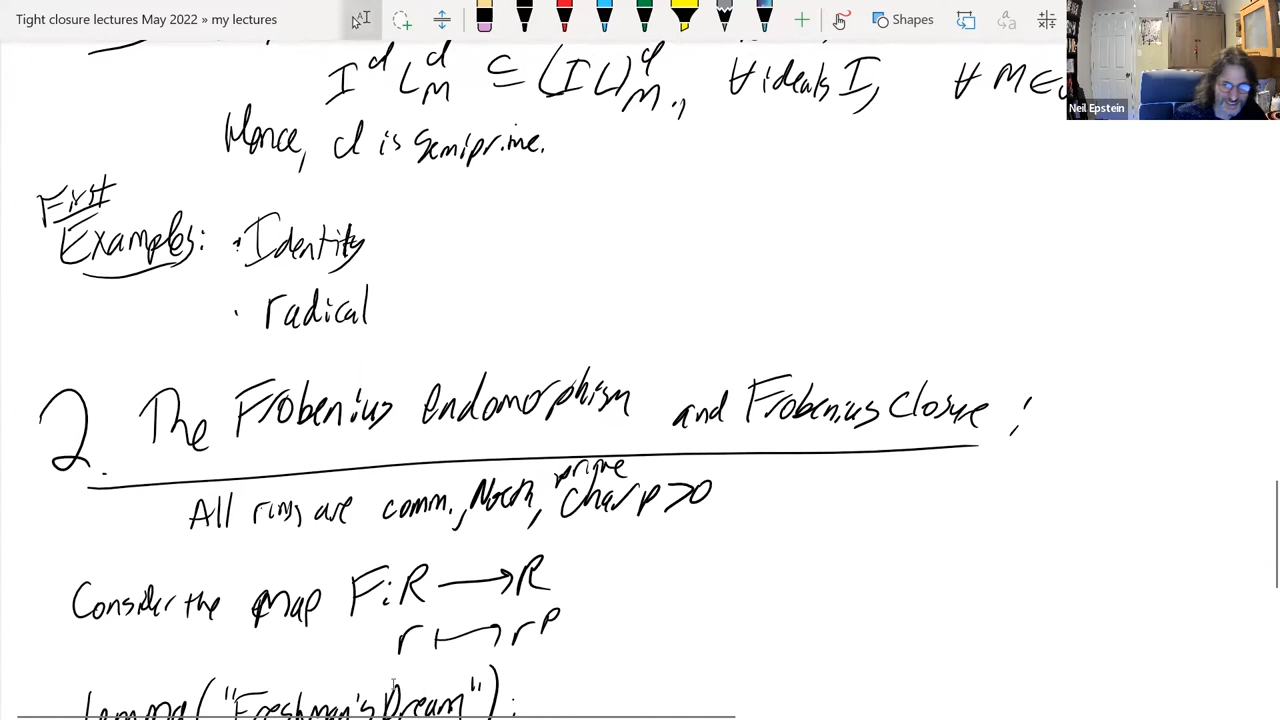 Tight closure lectures May 2022 » my lectures
Shapes
Neil Epstein
I^cl L^cl_M ⊆ (IL)^cl_M, ∀ ideals I, ∀ M
Hence, cl is semiprime.
First
Examples: · Identity
· radical
2. The Frobenius endomorphism and Frobenius closure:
All rings are comm., Noeth, prime char p>0
Consider the map F: R → R
r ↦ r^p
Lemma ("Freshman's Dream"):